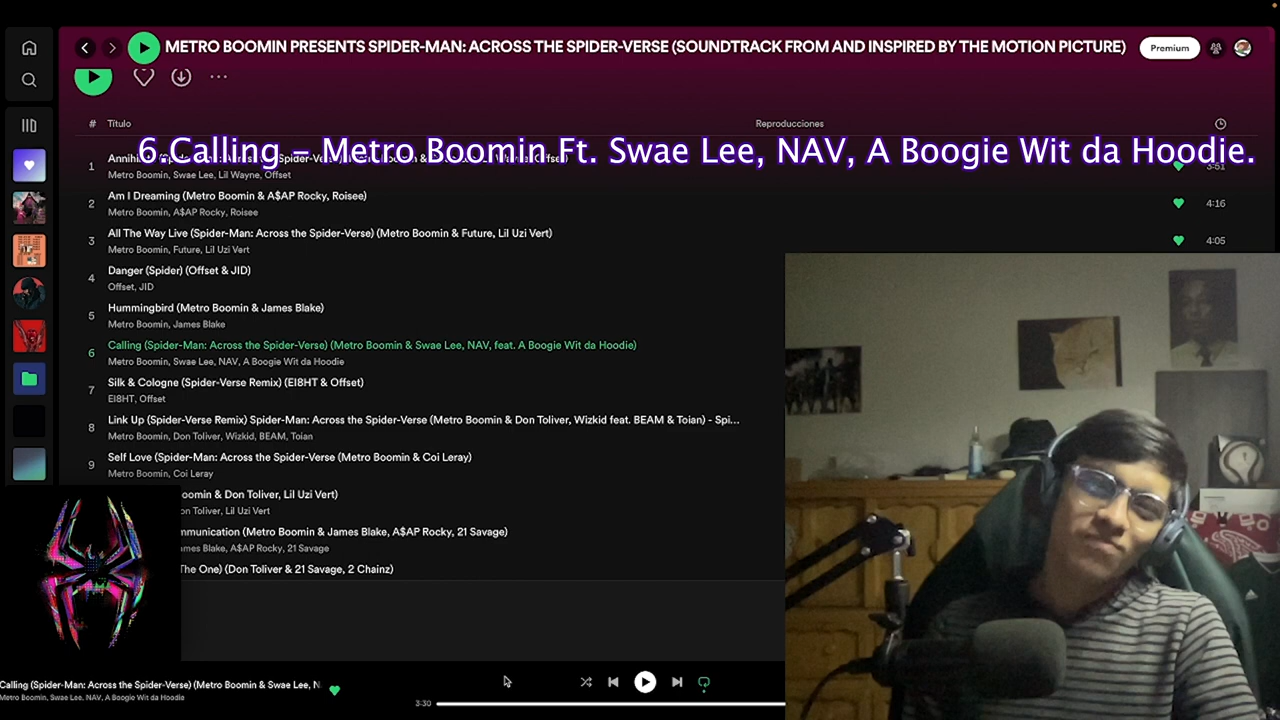 METRO BOOMIN PRESENTS SPIDER-MAN: ACROSS THE SPIDER-VERSE (SOUNDTRACK FROM AND INSPIRED BY THE MOTION PICTURE)
Premium
# Título Reproducciones
6.Calling – Metro Boomin Ft. Swae Lee, NAV, A Boogie Wit da Hoodie.
1
Metro Boomin, Swae Lee, Lil Wayne, Offset
2 Am I Dreaming (Metro Boomin & A$AP Rocky, Roisee) 4:16
Metro Boomin, A$AP Rocky, Roisee
3 All The Way Live (Spider-Man: Across the Spider-Verse) (Metro Boomin & Future, Lil Uzi Vert) 4:05
Metro Boomin, Future, Lil Uzi Vert
4 Danger (Spider) (Offset & JID)
Offset, JID
5 Hummingbird (Metro Boomin & James Blake)
Metro Boomin, James Blake
6 Calling (Spider-Man: Across the Spider-Verse) (Metro Boomin & Swae Lee, NAV, feat. A Boogie Wit da Hoodie)
Metro Boomin, Swae Lee, NAV, A Boogie Wit da Hoodie
7 Silk & Cologne (Spider-Verse Remix) (EI8HT & Offset)
EI8HT, Offset
8 Link Up (Spider-Verse Remix) Spider-Man: Across the Spider-Verse (Metro Boomin & Don Toliver, Wizkid feat. BEAM & Toian) - Spi...
Metro Boomin, Don Toliver, Wizkid, BEAM, Toian
9 Self Love (Spider-Man: Across the Spider-Verse (Metro Boomin & Coi Leray)
Metro Boomin, Coi Leray
oomin & Don Toliver, Lil Uzi Vert)
on Toliver, Lil Uzi Vert
mmunication (Metro Boomin & James Blake, A$AP Rocky, 21 Savage)
ames Blake, A$AP Rocky, 21 Savage
The One) (Don Toliver & 21 Savage, 2 Chainz)
Calling (Spider-Man: Across the Spider-Verse) (Metro Boomin & Swae Lee, N
Metro Boomin, Swae Lee, NAV, A Boogie Wit da Hoodie
3:30